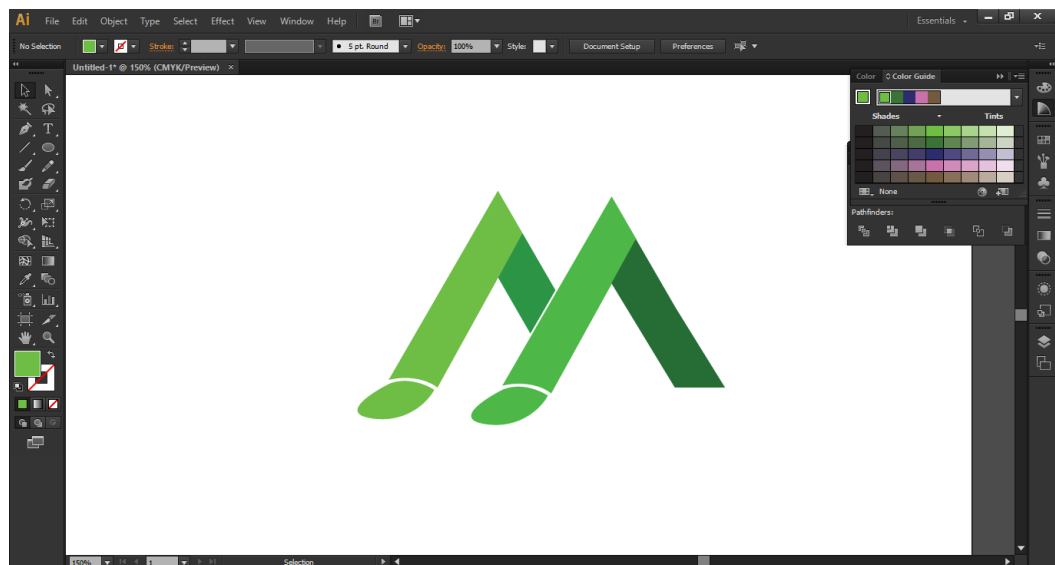 Ai File Edit Object Type Select Effect View Window Help Br Essentials
No Selection Stroke: 5 pt. Round Opacity: 100% Style: Document Setup Preferences
Untitled-1* @ 150% (CMYK/Preview) ×
Color Color Guide
Shades Tints
None
Pathfinders:
T
150% 1 Selection